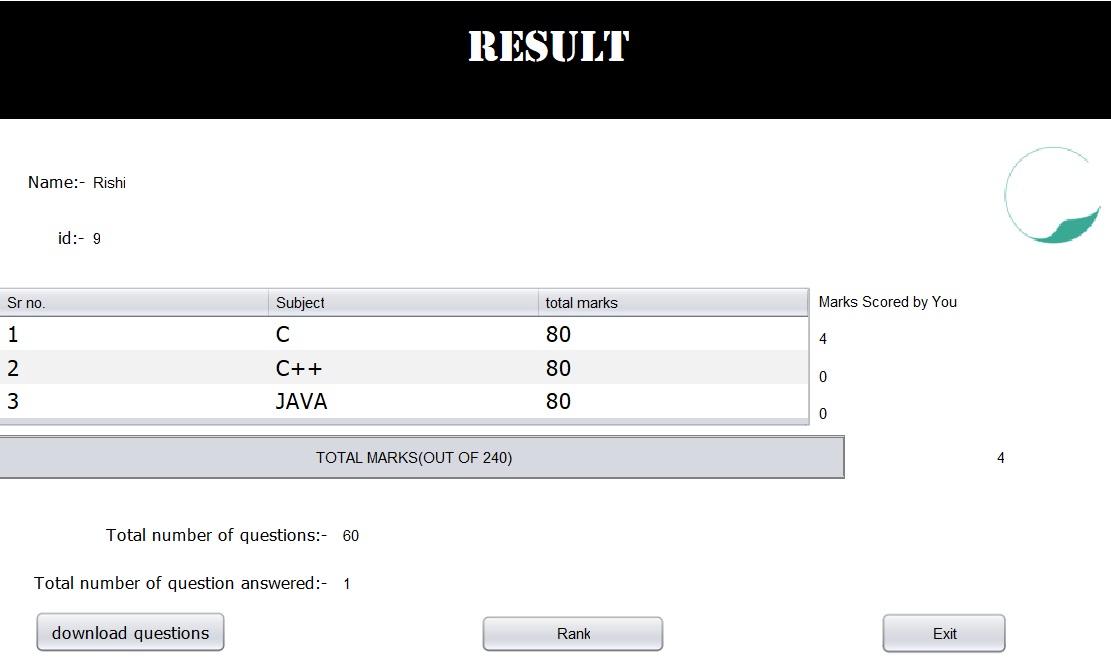 RESULT
Name:- Rishi
id:- 9
Sr no. Subject total marks Marks Scored by You
1 C 80 4
2 C++ 80 0
3 JAVA 80 0
TOTAL MARKS(OUT OF 240) 4
Total number of questions:- 60
Total number of question answered:- 1
download questions Rank Exit